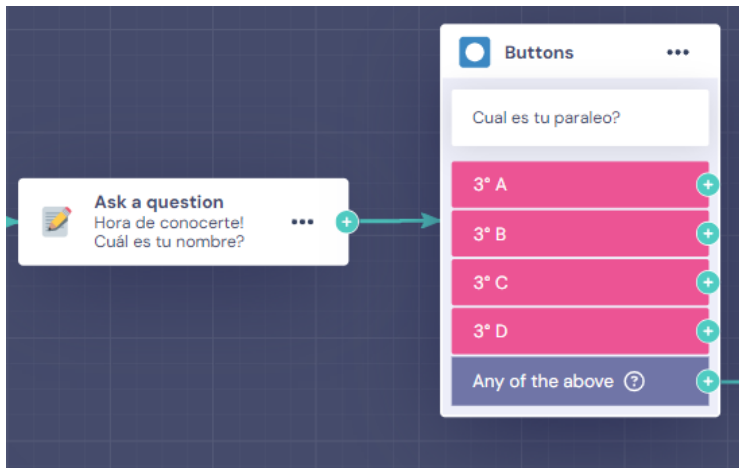 Ask a question
Hora de conocerte!
Cuál es tu nombre?
Buttons
Cual es tu paraleo?
3° A
3° B
3° C
3° D
Any of the above ?